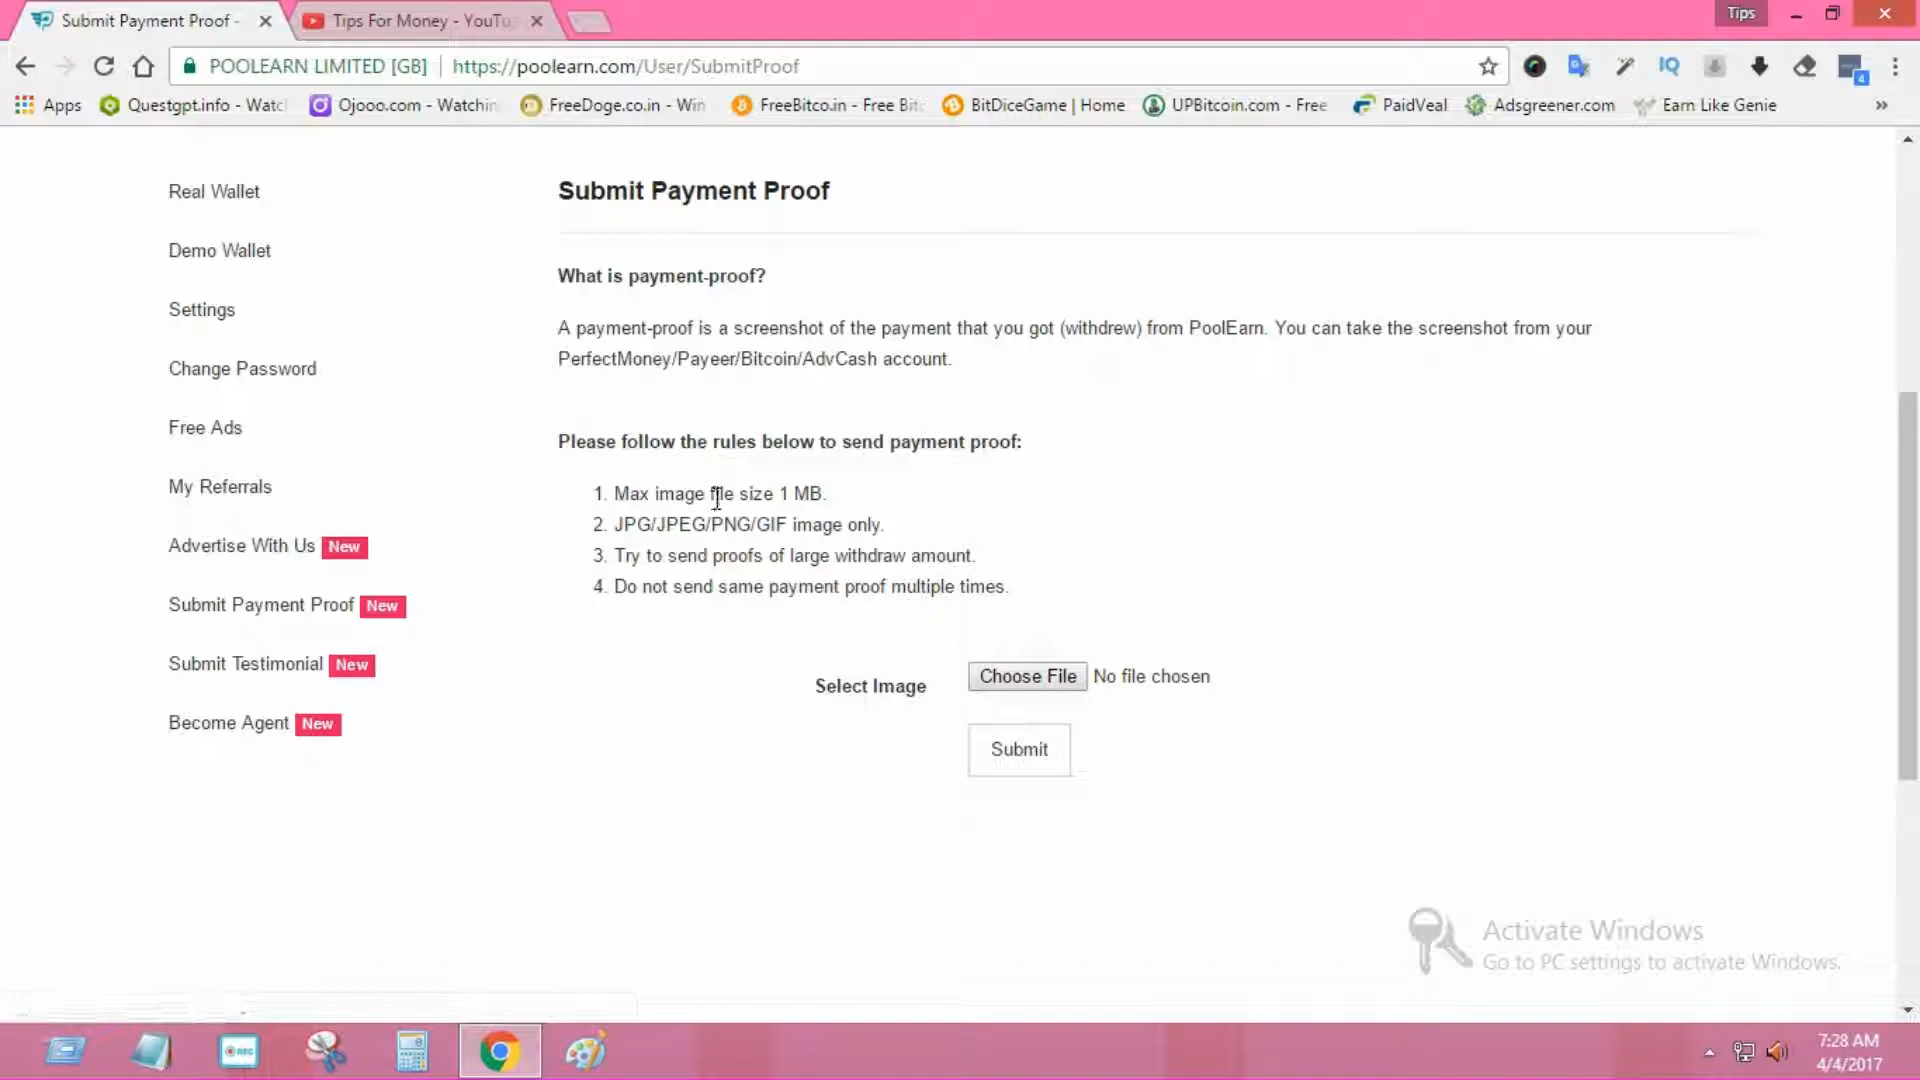 Submit Payment Proof -
Tips For Money - YouTu
Tips
POOLEARN LIMITED [GB]
https://poolearn.com/User/SubmitProof
IQ
4
Apps
Questgpt.info - Watc
Ojooo.com - Watchin
FreeDoge.co.in - Win
FreeBitco.in - Free Bitc
BitDiceGame | Home
UPBitcoin.com - Free
PaidVeal
Adsgreener.com
Earn Like Genie
»
Real Wallet
Demo Wallet
Settings
Change Password
Free Ads
My Referrals
Advertise With Us New
Submit Payment Proof New
Submit Testimonial New
Become Agent New
Submit Payment Proof
What is payment-proof?
A payment-proof is a screenshot of the payment that you got (withdrew) from PoolEarn. You can take the screenshot from your
PerfectMoney/Payeer/Bitcoin/AdvCash account.
Please follow the rules below to send payment proof:
1. Max image file size 1 MB.
2. JPG/JPEG/PNG/GIF image only.
3. Try to send proofs of large withdraw amount.
4. Do not send same payment proof multiple times.
Select Image
Choose File No file chosen
Submit
Activate Windows
Go to PC settings to activate Windows.
REC
7:28 AM
4/4/2017